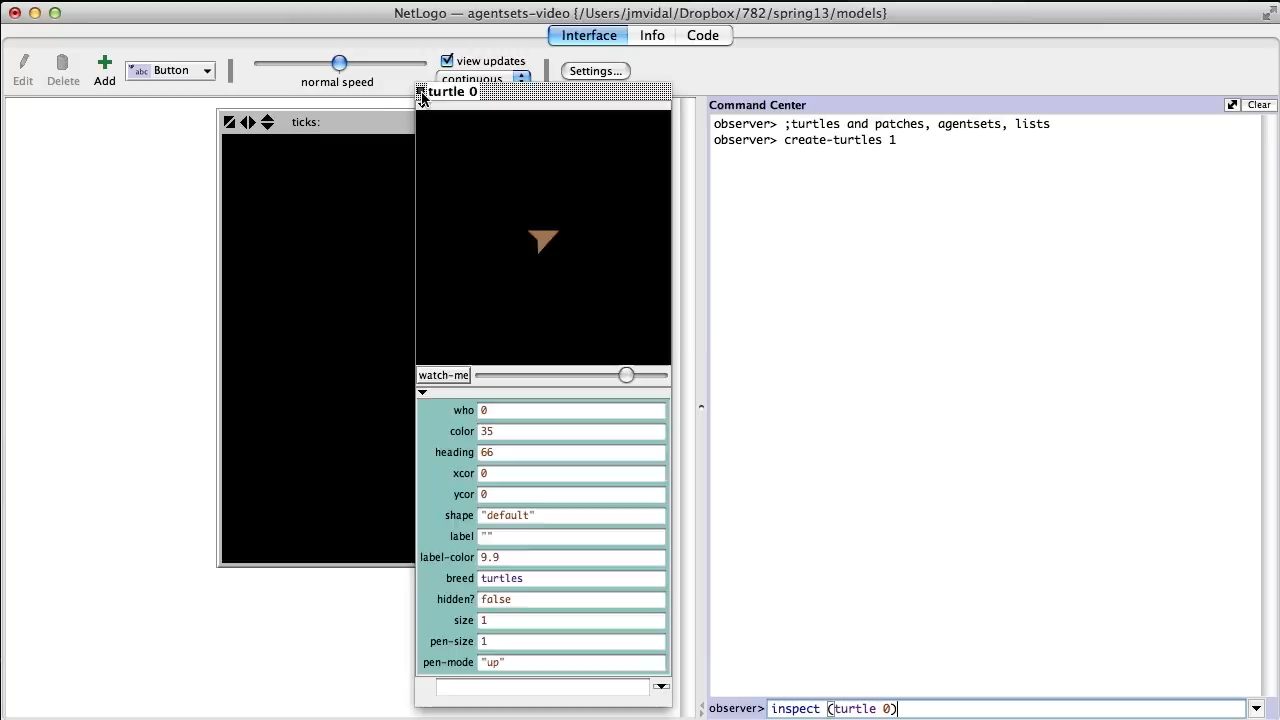 NetLogo — agentsets-video {/Users/jmvidal/Dropbox/782/spring13/models}
Interface Info Code
Edit Delete Add abc Button normal speed view updates continuous Settings...
turtle 0
ticks:
watch-me
who 0
color 35
heading 66
xcor 0
ycor 0
shape "default"
label ""
label-color 9.9
breed turtles
hidden? false
size 1
pen-size 1
pen-mode "up"
Command Center Clear
observer> ;turtles and patches, agentsets, lists
observer> create-turtles 1
observer> inspect (turtle 0)